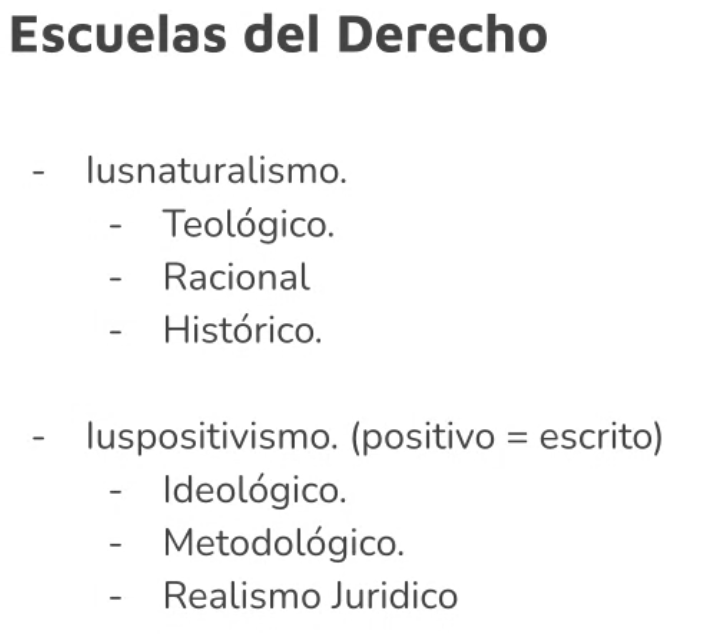 Escuelas del Derecho
- Iusnaturalismo.
- Teológico.
- Racional
- Histórico.
- Iuspositivismo. (positivo = escrito)
- Ideológico.
- Metodológico.
- Realismo Juridico